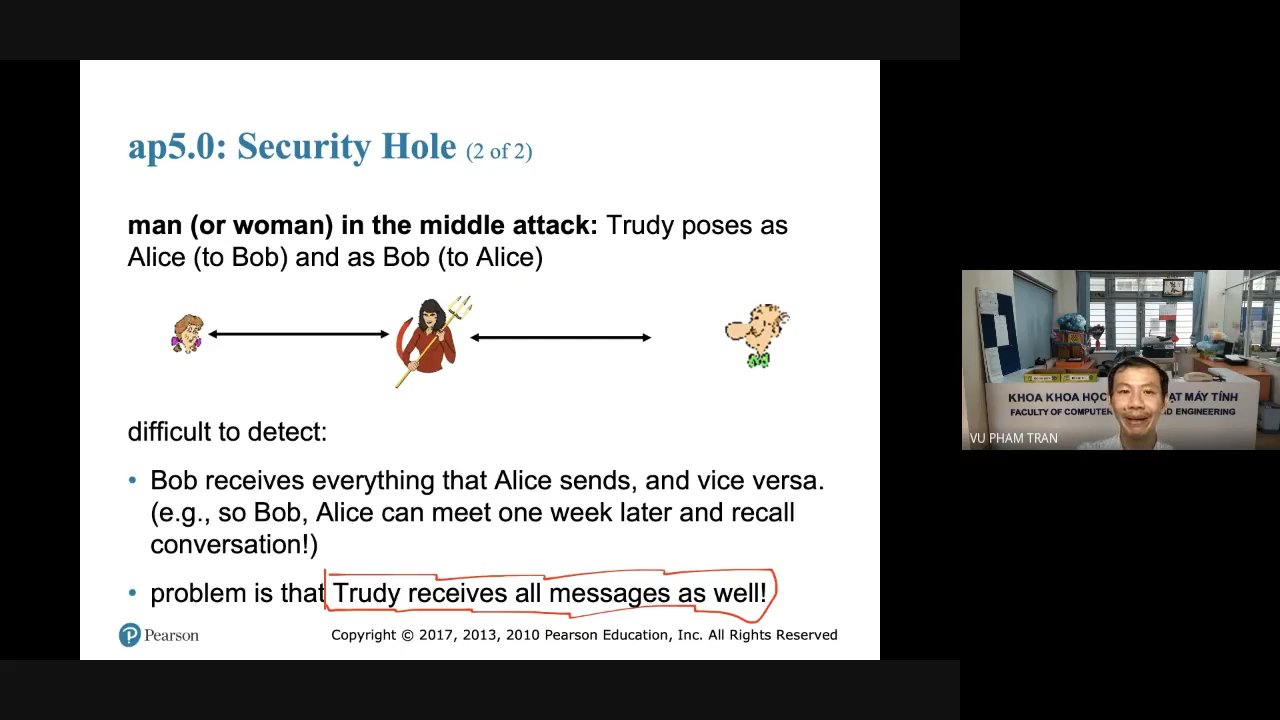 ap5.0: Security Hole (2 of 2)
man (or woman) in the middle attack: Trudy poses as
Alice (to Bob) and as Bob (to Alice)
difficult to detect:
• Bob receives everything that Alice sends, and vice versa.
(e.g., so Bob, Alice can meet one week later and recall
conversation!)
• problem is that Trudy receives all messages as well!
Pearson
Copyright © 2017, 2013, 2010 Pearson Education, Inc. All Rights Reserved
KHOA KHOA HỌC ẠT MÁY TÍNH
FACULTY OF COMPUTER D ENGINEERING
VU PHAM TRAN